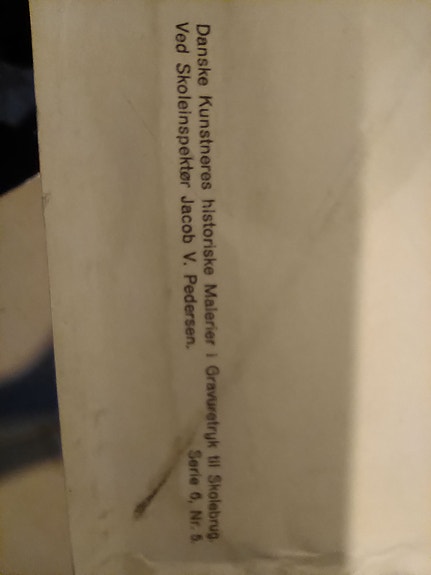 Danske Kunstneres historiske Malerier i Gravuretryk til Skolebrug.
Ved Skoleinspektør Jacob V. Pedersen.
Serie 6, Nr. 5.